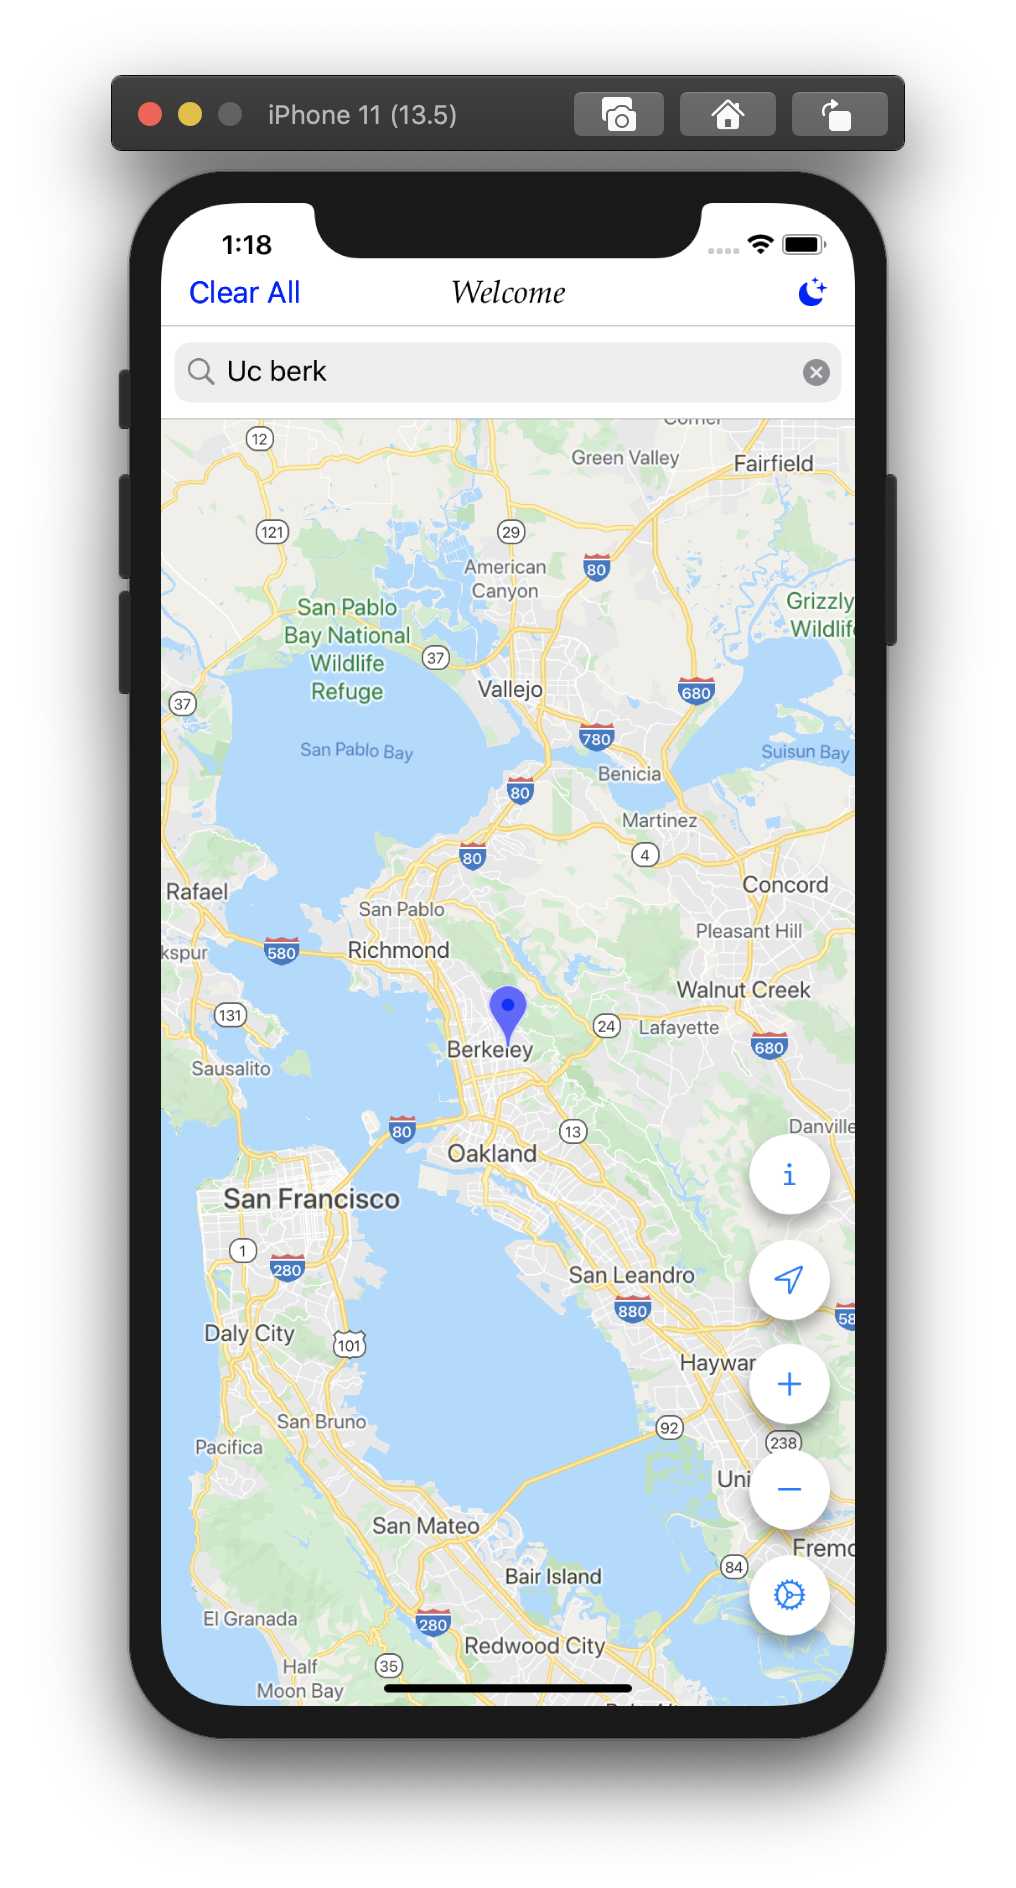 iPhone 11 (13.5)
1:18
Clear All
Welcome
Uc berk
Corner
12
Green Valley
Fairfield
121
29
American
Canyon
80
San Pablo
Bay National
Wildlife
Refuge
Grizzly
Wildlife
37
37
Vallejo
680
780
San Pablo Bay
Suisun Bay
Benicia
80
Martinez
80
4
Rafael
Concord
San Pablo
Pleasant Hill
kspur
580
Richmond
Walnut Creek
131
24
Lafayette
680
Berkeley
Sausalito
80
13
Danville
Oakland
i
San Francisco
1
280
San Leandro
880
58
Daly City
101
Haywar
San Bruno
92
238
Pacifica
Uni
San Mateo
Fremo
84
Bair Island
El Granada
280
Redwood City
Half
Moon Bay
35